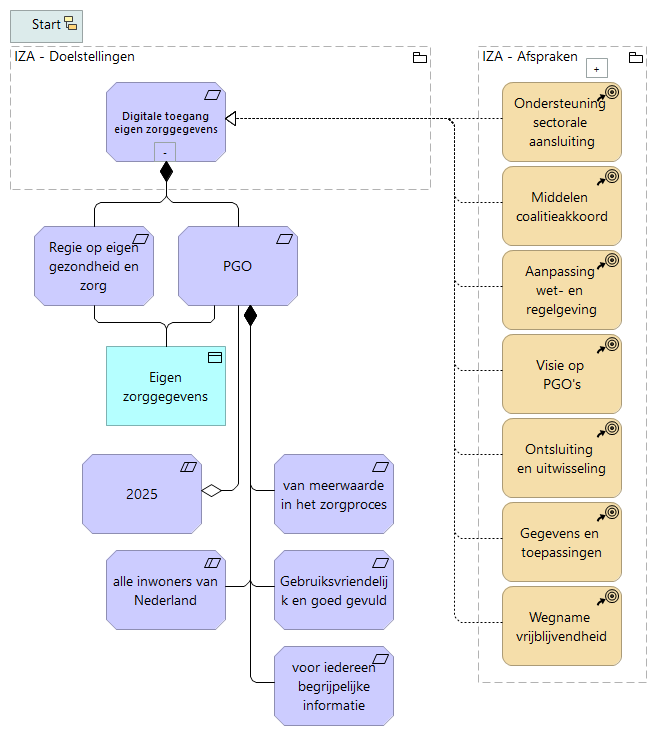 Start
IZA - Doelstellingen
Digitale toegang
eigen zorggegevens
-
Regie op eigen
gezondheid en
zorg
PGO
Eigen
zorggegevens
2025
van meerwaarde
in het zorgproces
alle inwoners van
Nederland
Gebruiksvriendelij
k en goed gevuld
voor iedereen
begrijpelijke
informatie
IZA - Afspraken
+
Ondersteuning
sectorale
aansluiting
Middelen
coalitieakkoord
Aanpassing
wet- en
regelgeving
Visie op
PGO's
Ontsluiting
en uitwisseling
Gegevens en
toepassingen
Wegname
vrijblijvendheid